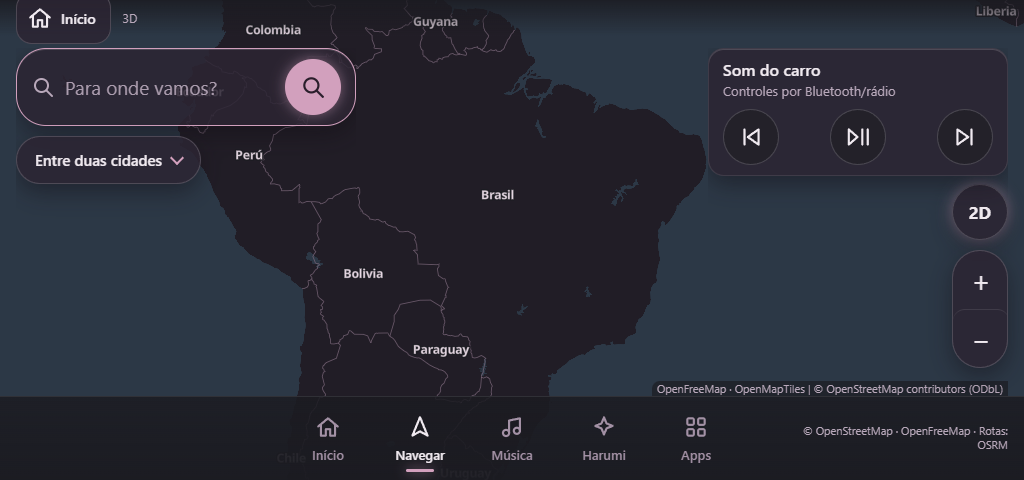 Início
3D
Colombia
Guyana
Liberia
Para onde vamos?
Som do carro
Controles por Bluetooth/rádio
Entre duas cidades
Perú
Brasil
2D
Bolivia
+
−
Paraguay
OpenFreeMap · OpenMapTiles | © OpenStreetMap contributors (ODbL)
Chile
Uruguay
Início
Navegar
Música
Harumi
Apps
© OpenStreetMap · OpenFreeMap · Rotas:
OSRM